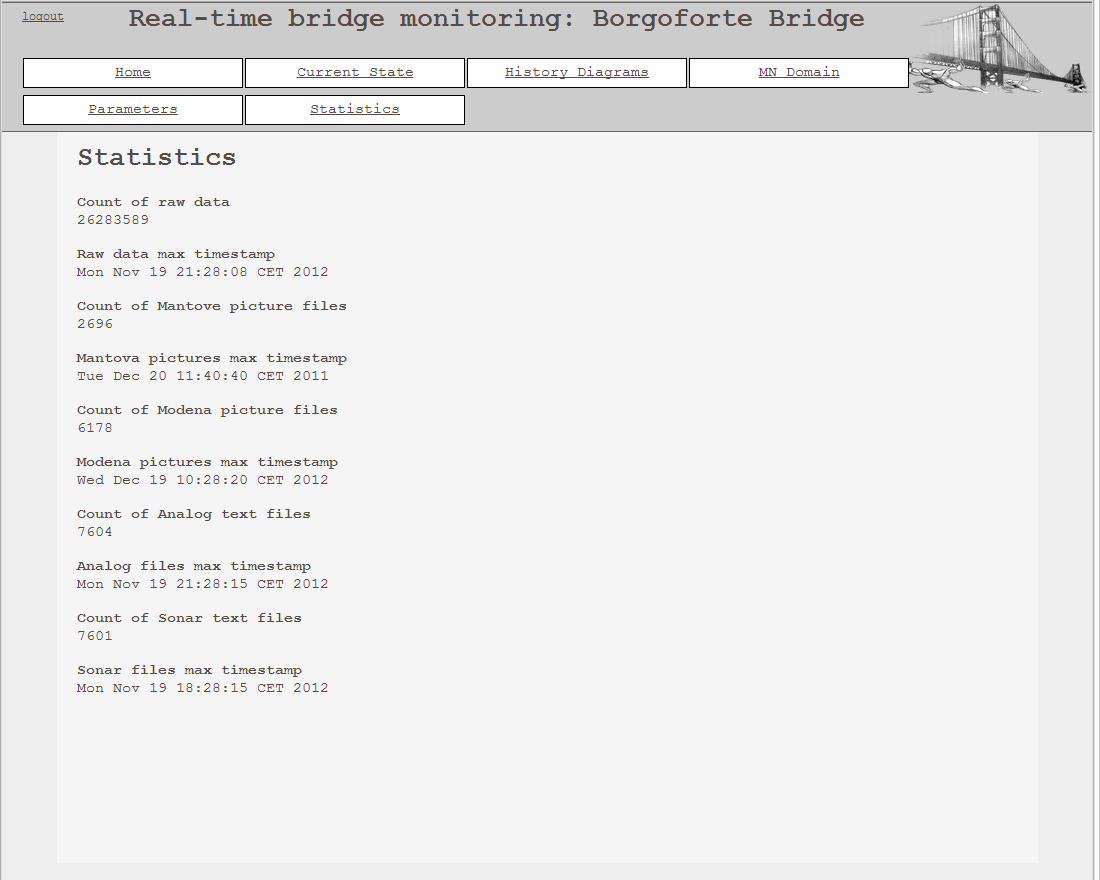 logout
Real-time bridge monitoring: Borgoforte Bridge
Home
Current State
History Diagrams
MN Domain
Parameters
Statistics
Statistics
Count of raw data
26283589
Raw data max timestamp
Mon Nov 19 21:28:08 CET 2012
Count of Mantove picture files
2696
Mantova pictures max timestamp
Tue Dec 20 11:40:40 CET 2011
Count of Modena picture files
6178
Modena pictures max timestamp
Wed Dec 19 10:28:20 CET 2012
Count of Analog text files
7604
Analog files max timestamp
Mon Nov 19 21:28:15 CET 2012
Count of Sonar text files
7601
Sonar files max timestamp
Mon Nov 19 18:28:15 CET 2012